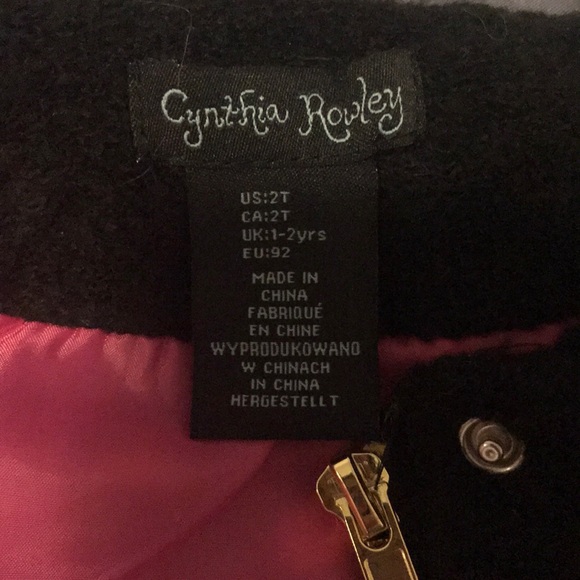 Cynthia Rowley
US:2T
CA:2T
UK:1-2yrs
EU:92
MADE IN
CHINA
FABRIQUÉ
EN CHINE
WYPRODUKOWANO
W CHINACH
IN CHINA
HERGESTELLT